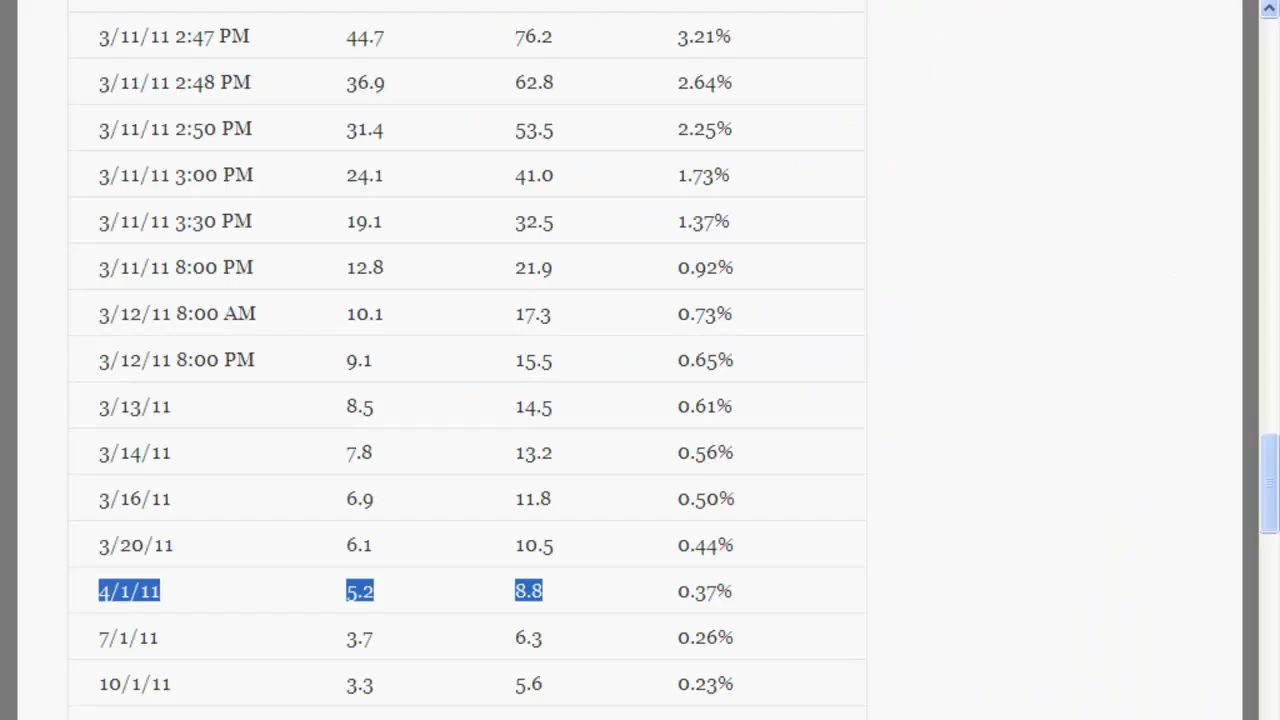 3/11/11 2:47 PM 44.7 76.2 3.21%
3/11/11 2:48 PM 36.9 62.8 2.64%
3/11/11 2:50 PM 31.4 53.5 2.25%
3/11/11 3:00 PM 24.1 41.0 1.73%
3/11/11 3:30 PM 19.1 32.5 1.37%
3/11/11 8:00 PM 12.8 21.9 0.92%
3/12/11 8:00 AM 10.1 17.3 0.73%
3/12/11 8:00 PM 9.1 15.5 0.65%
3/13/11 8.5 14.5 0.61%
3/14/11 7.8 13.2 0.56%
3/16/11 6.9 11.8 0.50%
3/20/11 6.1 10.5 0.44%
4/1/11 5.2 8.8 0.37%
7/1/11 3.7 6.3 0.26%
10/1/11 3.3 5.6 0.23%